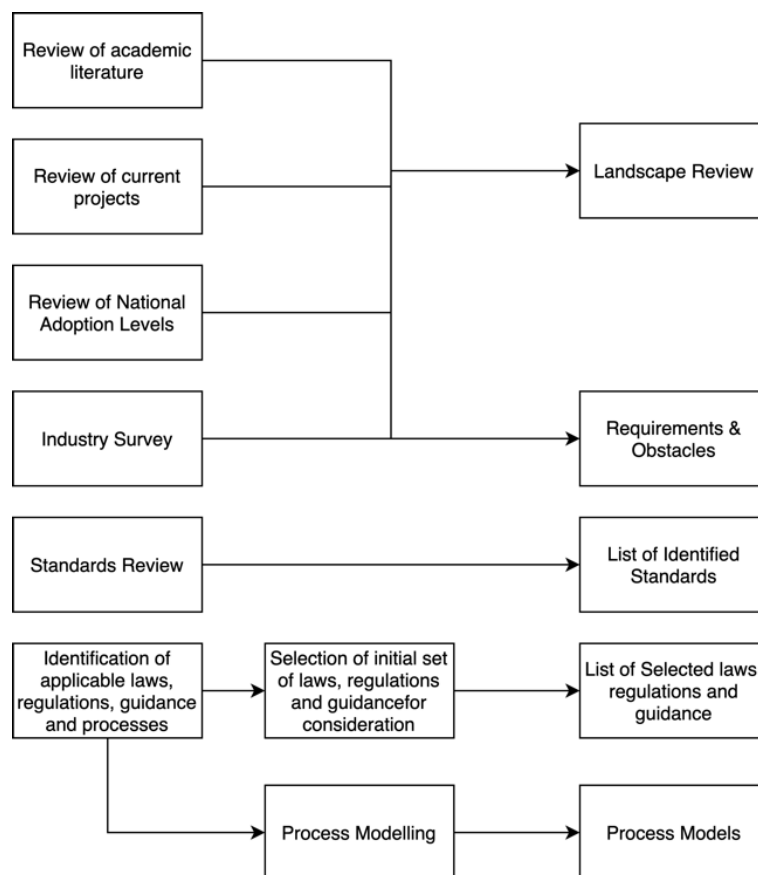 Review of academic
literature
Landscape Review
Review of current
projects
Review of National
Adoption Levels
Industry Survey
Requirements &
Obstacles
Standards Review
List of Identified
Standards
Identification of
applicable laws,
regulations, guidance
and processes
Selection of initial set
of laws, regulations
and guidancefor
consideration
List of Selected laws
regulations and
guidance
Process Modelling
Process Models